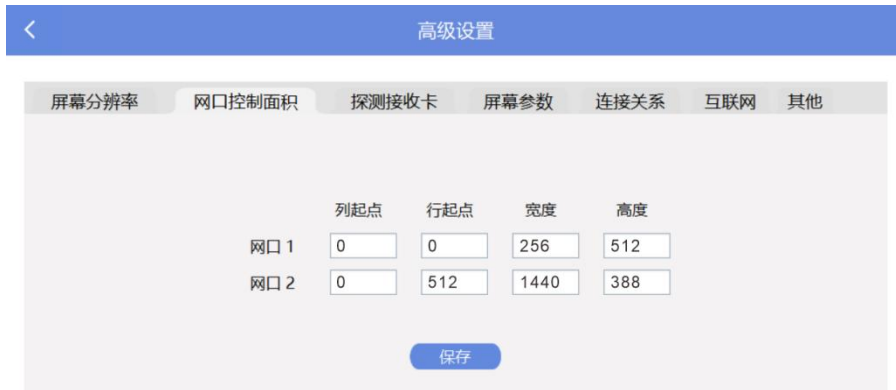 高级设置
屏幕分辨率 网口控制面积 探测接收卡 屏幕参数 连接关系 互联网 其他
列起点 行起点 宽度 高度
网口 1 0 0 256 512
网口 2 0 512 1440 388
保存